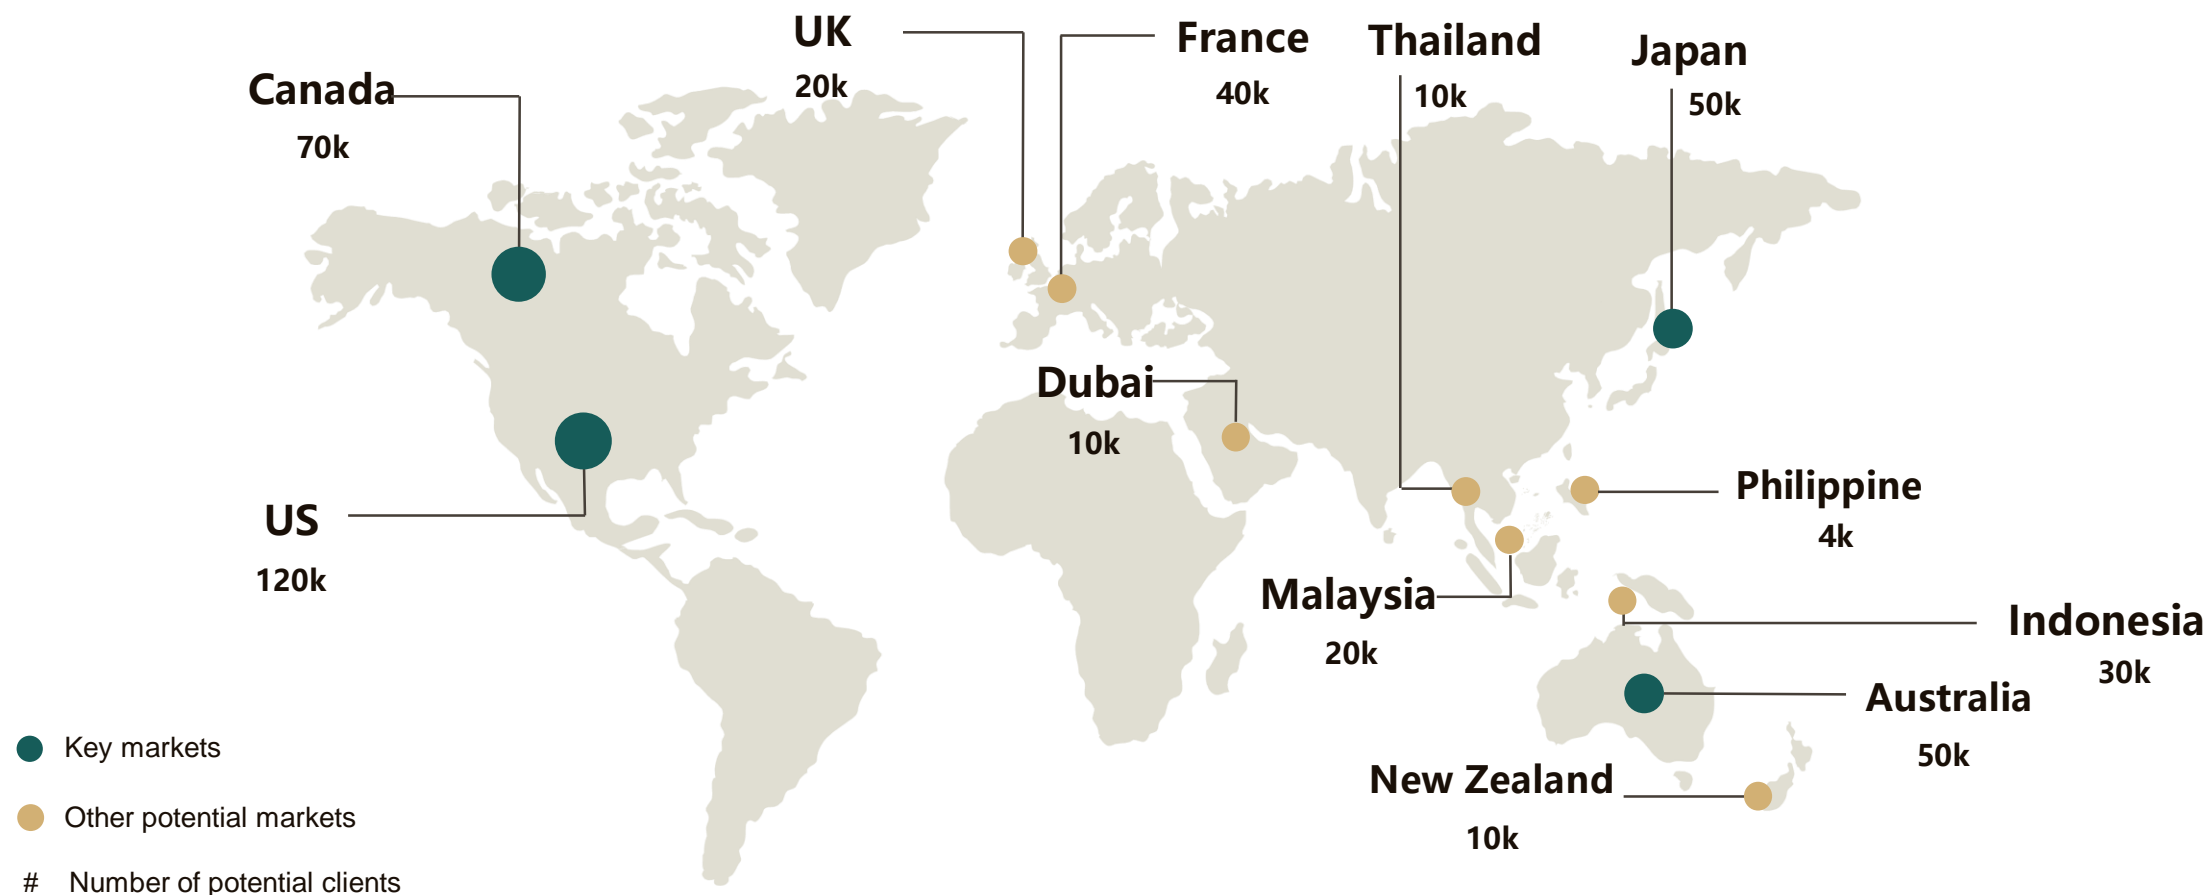 UK
20k
France
40k
Thailand
10k
Japan
50k
Canada
70k
Dubai
10k
US
120k
Philippine
4k
Malaysia
20k
Indonesia
30k
Australia
50k
New Zealand
10k
Key markets
Other potential markets
# Number of potential clients